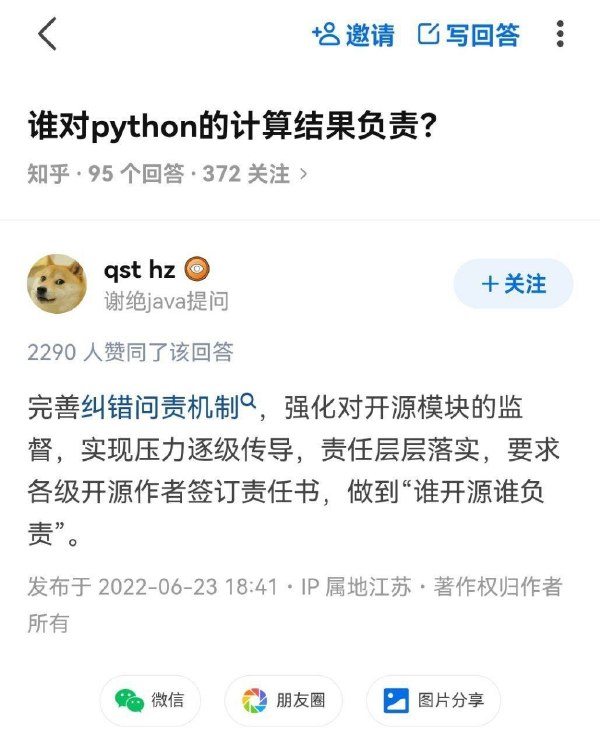 邀请 写回答
谁对python的计算结果负责？
知乎 · 95 个回答 · 372 关注 >
qst hz
+关注
谢绝java提问
2290 人赞同了该回答
完善纠错问责机制，强化对开源模块的监
督，实现压力逐级传导，责任层层落实，要求
各级开源作者签订责任书，做到“谁开源谁负
责”。
发布于 2022-06-23 18:41 · IP 属地江苏 · 著作权归作者
所有
微信 朋友圈 图片分享